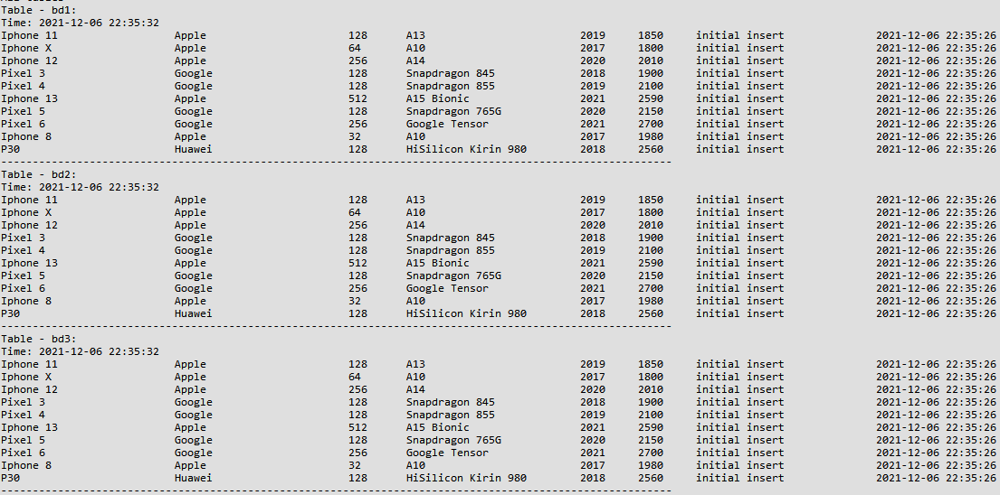 Table - bd1:
Time: 2021-12-06 22:35:32
Iphone 11 Apple 128 A13 2019 1850 initial insert 2021-12-06 22:35:26
Iphone X Apple 64 A10 2017 1800 initial insert 2021-12-06 22:35:26
Iphone 12 Apple 256 A14 2020 2010 initial insert 2021-12-06 22:35:26
Pixel 3 Google 128 Snapdragon 845 2018 1900 initial insert 2021-12-06 22:35:26
Pixel 4 Google 128 Snapdragon 855 2019 2100 initial insert 2021-12-06 22:35:26
Iphone 13 Apple 512 A15 Bionic 2021 2590 initial insert 2021-12-06 22:35:26
Pixel 5 Google 128 Snapdragon 765G 2020 2150 initial insert 2021-12-06 22:35:26
Pixel 6 Google 256 Google Tensor 2021 2700 initial insert 2021-12-06 22:35:26
Iphone 8 Apple 32 A10 2017 1980 initial insert 2021-12-06 22:35:26
P30 Huawei 128 HiSilicon Kirin 980 2018 2560 initial insert 2021-12-06 22:35:26
Table - bd2:
Time: 2021-12-06 22:35:32
Iphone 11 Apple 128 A13 2019 1850 initial insert 2021-12-06 22:35:26
Iphone X Apple 64 A10 2017 1800 initial insert 2021-12-06 22:35:26
Iphone 12 Apple 256 A14 2020 2010 initial insert 2021-12-06 22:35:26
Pixel 3 Google 128 Snapdragon 845 2018 1900 initial insert 2021-12-06 22:35:26
Pixel 4 Google 128 Snapdragon 855 2019 2100 initial insert 2021-12-06 22:35:26
Iphone 13 Apple 512 A15 Bionic 2021 2590 initial insert 2021-12-06 22:35:26
Pixel 5 Google 128 Snapdragon 765G 2020 2150 initial insert 2021-12-06 22:35:26
Pixel 6 Google 256 Google Tensor 2021 2700 initial insert 2021-12-06 22:35:26
Iphone 8 Apple 32 A10 2017 1980 initial insert 2021-12-06 22:35:26
P30 Huawei 128 HiSilicon Kirin 980 2018 2560 initial insert 2021-12-06 22:35:26
Table - bd3:
Time: 2021-12-06 22:35:32
Iphone 11 Apple 128 A13 2019 1850 initial insert 2021-12-06 22:35:26
Iphone X Apple 64 A10 2017 1800 initial insert 2021-12-06 22:35:26
Iphone 12 Apple 256 A14 2020 2010 initial insert 2021-12-06 22:35:26
Pixel 3 Google 128 Snapdragon 845 2018 1900 initial insert 2021-12-06 22:35:26
Pixel 4 Google 128 Snapdragon 855 2019 2100 initial insert 2021-12-06 22:35:26
Iphone 13 Apple 512 A15 Bionic 2021 2590 initial insert 2021-12-06 22:35:26
Pixel 5 Google 128 Snapdragon 765G 2020 2150 initial insert 2021-12-06 22:35:26
Pixel 6 Google 256 Google Tensor 2021 2700 initial insert 2021-12-06 22:35:26
Iphone 8 Apple 32 A10 2017 1980 initial insert 2021-12-06 22:35:26
P30 Huawei 128 HiSilicon Kirin 980 2018 2560 initial insert 2021-12-06 22:35:26